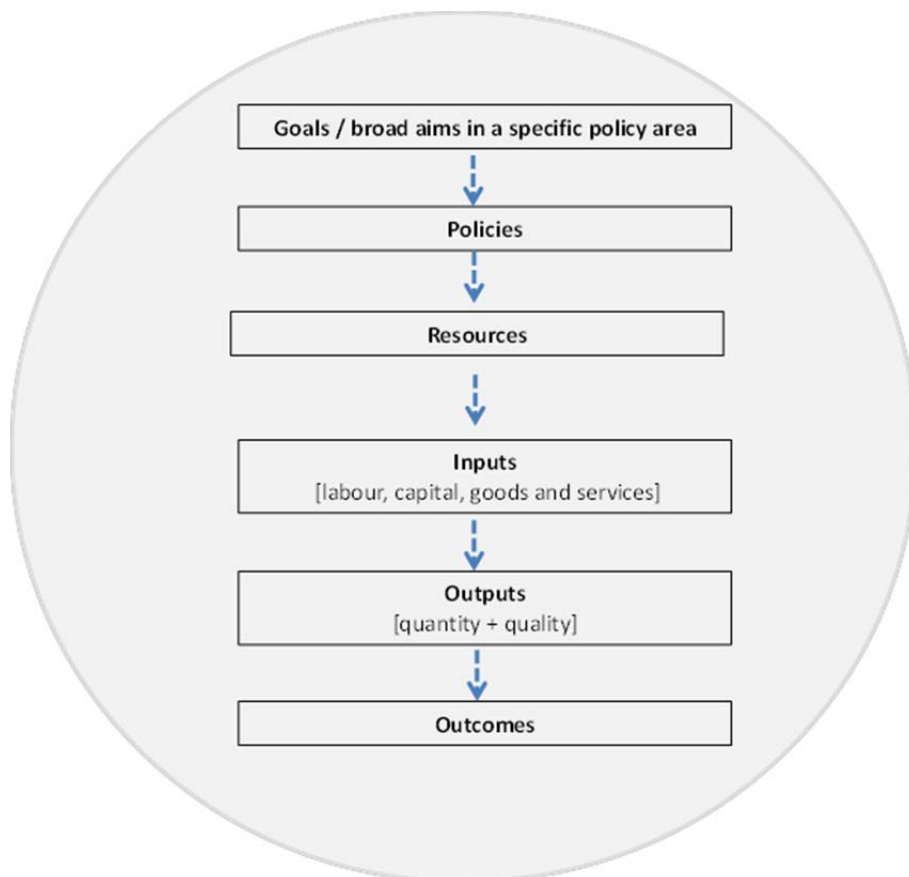 Goals / broad aims in a specific policy area
Policies
Resources
Inputs
[labour, capital, goods and services]
Outputs
[quantity + quality]
Outcomes